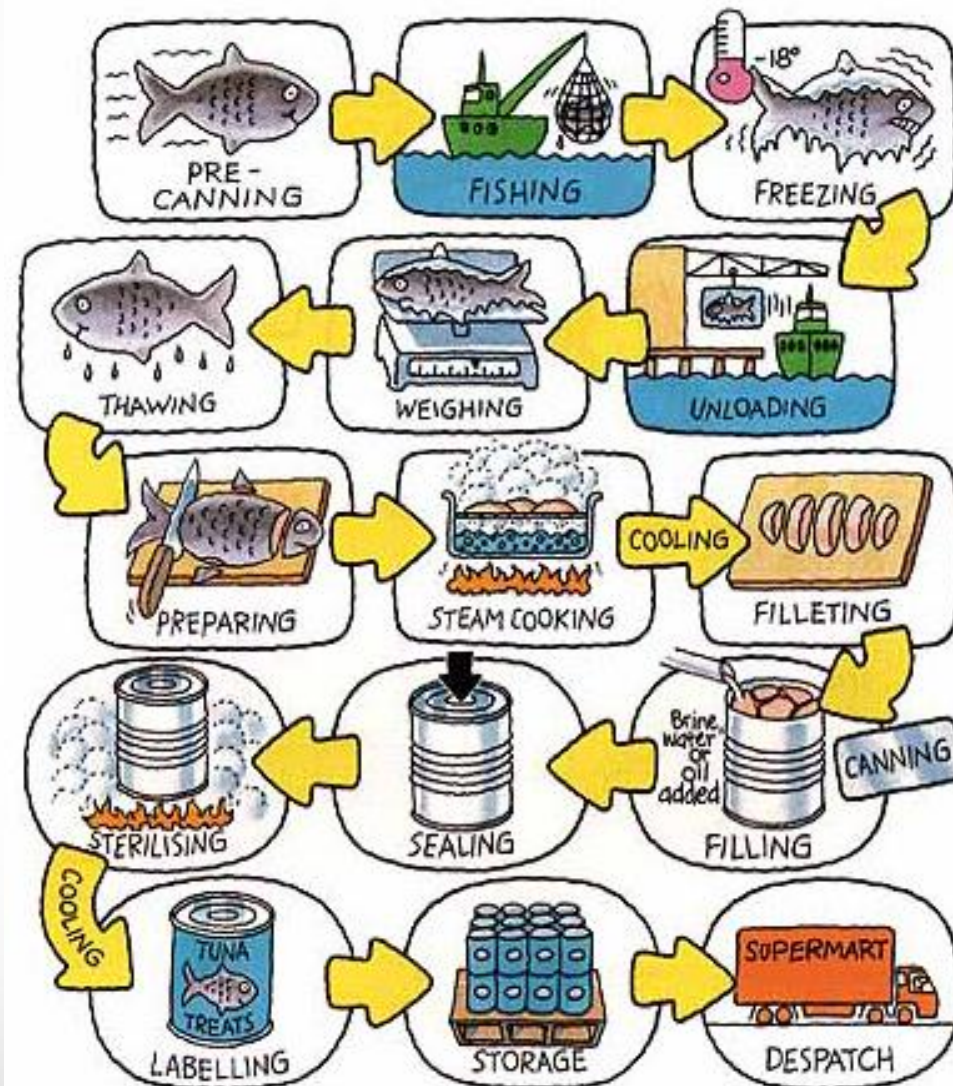 PRE-
CANNING
FISHING
-18°
FREEZING
UNLOADING
WEIGHING
THAWING
PREPARING
STEAM COOKING
COOLING
FILLETING
CANNING
Brine,
water
or
oil
added
FILLING
SEALING
STERILISING
COOLING
TUNA
TREATS
LABELLING
STORAGE
SUPERMART
DESPATCH